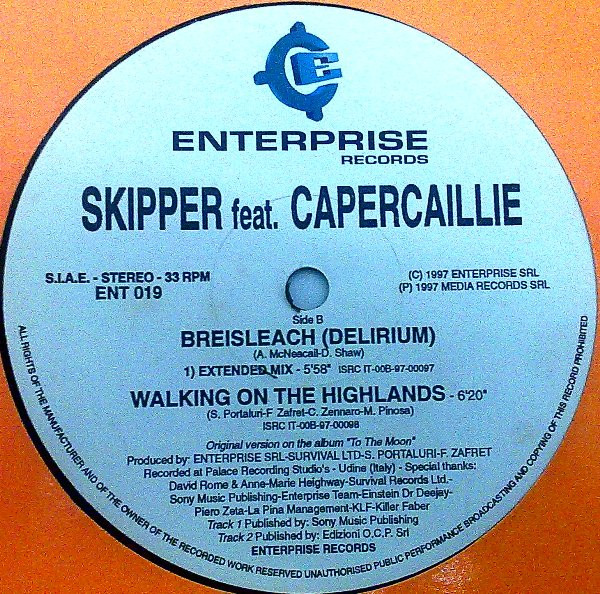 E
ENTERPRISE
RECORDS
SKIPPER feat. CAPERCAILLIE
S.I.A.E. - STEREO - 33 RPM
ENT 019
(C) 1997 ENTERPRISE SRL
(P) 1997 MEDIA RECORDS SRL
Side B
BREISLEACH (DELIRIUM)
(A. McNeacail-D. Shaw)
1) EXTENDED MIX - 5'58" ISRC IT-00B-97-00097
WALKING ON THE HIGHLANDS - 6'20"
(S. Portaluri-F Zafret-C. Zennaro-M. Pinosa)
ISRC IT-00B-97-00098
Original version on the album "To The Moon"
Produced by: ENTERPRISE SRL-SURVIVAL LTD-S. PORTALURI-F. ZAFRET
Recorded at Palace Recording Studio's - Udine (Italy) - Special thanks:
David Rome & Anne-Marie Heighway-Survival Records Ltd.-
Sony Music Publishing-Enterprise Team-Einstein Dr Deejay-
Piero Zeta-La Pina Management-KLF-Killer Faber
Track 1 Published by: Sony Music Publishing
Track 2 Published by: Edizioni O.C.P. Srl
ENTERPRISE RECORDS
ALL RIGHTS OF THE MANUFACTURER AND OF THE OWNER OF THE RECORDED WORK RESERVED UNAUTHORISED PUBLIC PERFORMANCE BROADCASTING AND COPYING OF THIS RECORD PROHIBITED